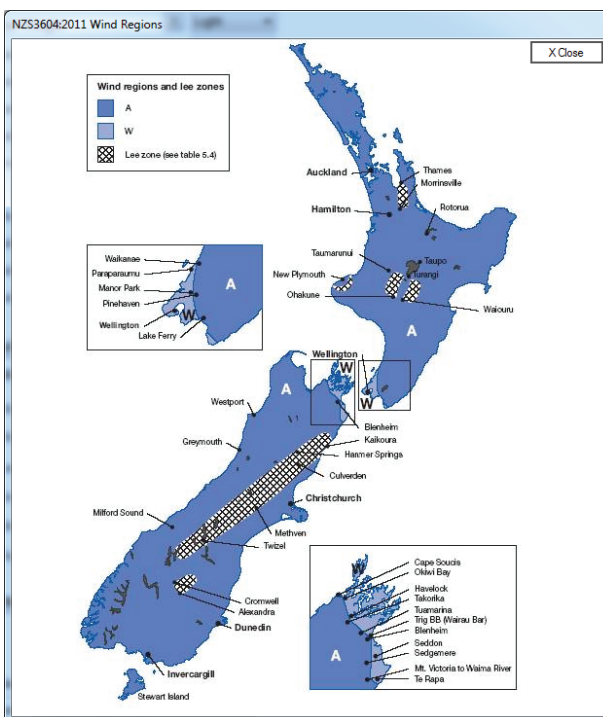 NZS3604:2011 Wind Regions
X Close
Wind regions and lee zones
A
W
Lee zone (see table 5.4)
Auckland
Thames
Morrinsville
Hamilton
Rotorua
Taumarunui
Taupo
Turangi
New Plymouth
Ohakune
Waiouru
A
Waikanae
Paraparaumu
Manor Park
Pinehaven
Wellington
Lake Ferry
A
W
Wellington
W
W
A
Westport
Blenheim
Kaikoura
Greymouth
Hanmer Springs
Culverden
Christchurch
Milford Sound
Methven
Twizel
Cromwell
Alexandra
Dunedin
Invercargill
Stewart Island
W
Cape Soucis
Okiwi Bay
Havelock
Takorika
Tuamarina
Trig BB (Wairau Bar)
Blenheim
Seddon
Sedgemere
A
Mt. Victoria to Waima River
Te Rapa